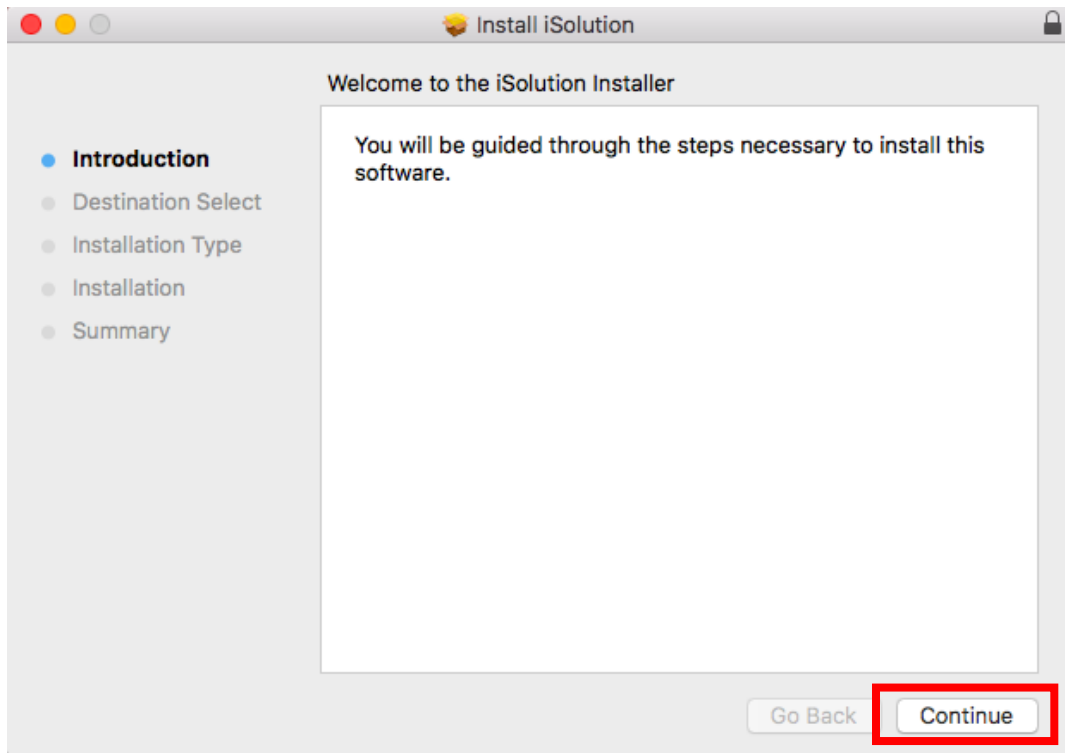 Install iSolution
Welcome to the iSolution Installer
Introduction
Destination Select
Installation Type
Installation
Summary
You will be guided through the steps necessary to install this
software.
Go Back
Continue